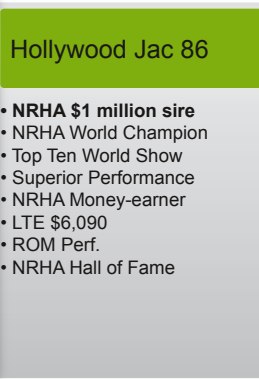 Hollywood Jac 86
• NRHA $1 million sire
• NRHA World Champion
• Top Ten World Show
• Superior Performance
• NRHA Money-earner
• LTE $6,090
• ROM Perf.
• NRHA Hall of Fame